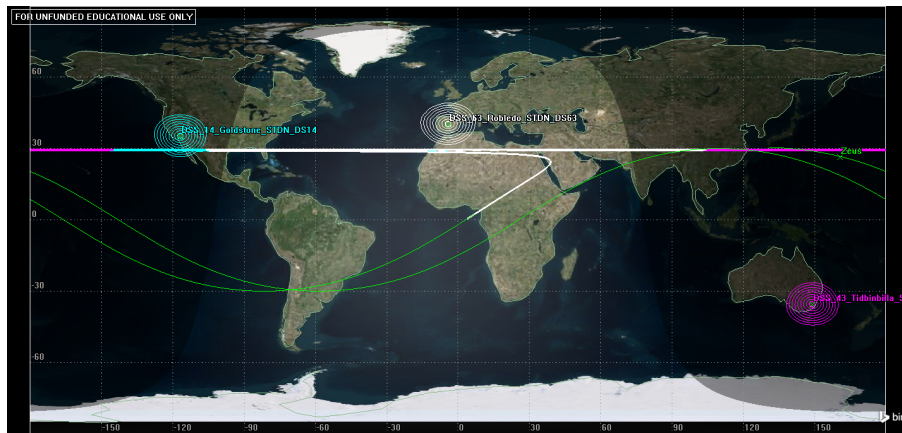 FOR UNFUNDED EDUCATIONAL USE ONLY
60
DSS_63_Robledo_STDN_DS63
DSS_14_Goldstone_STDN_DS14
30
Zeus
0
-30
DSS_43_Tidbinbilla_S
-60
bin
-150 -120 -90 -60 -30 0 30 60 90 120 150